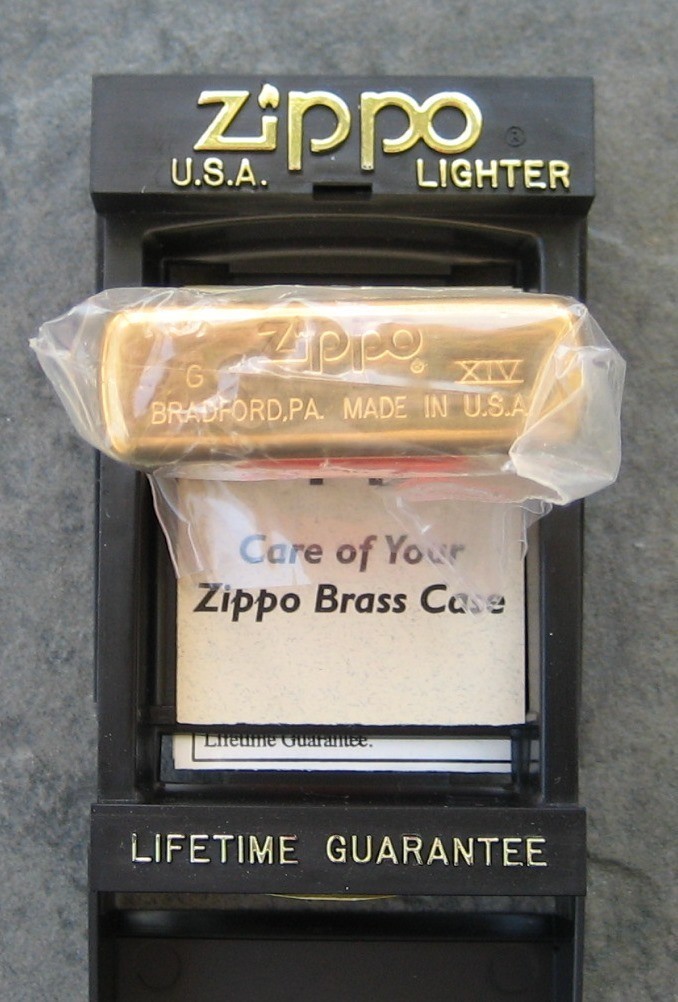 Zippo ®
U.S.A. LIGHTER
Zippo ®
G XIV
BRADFORD,PA. MADE IN U.S.A
Care of Your
Zippo Brass Case
Lifetime Guarantee.
LIFETIME GUARANTEE